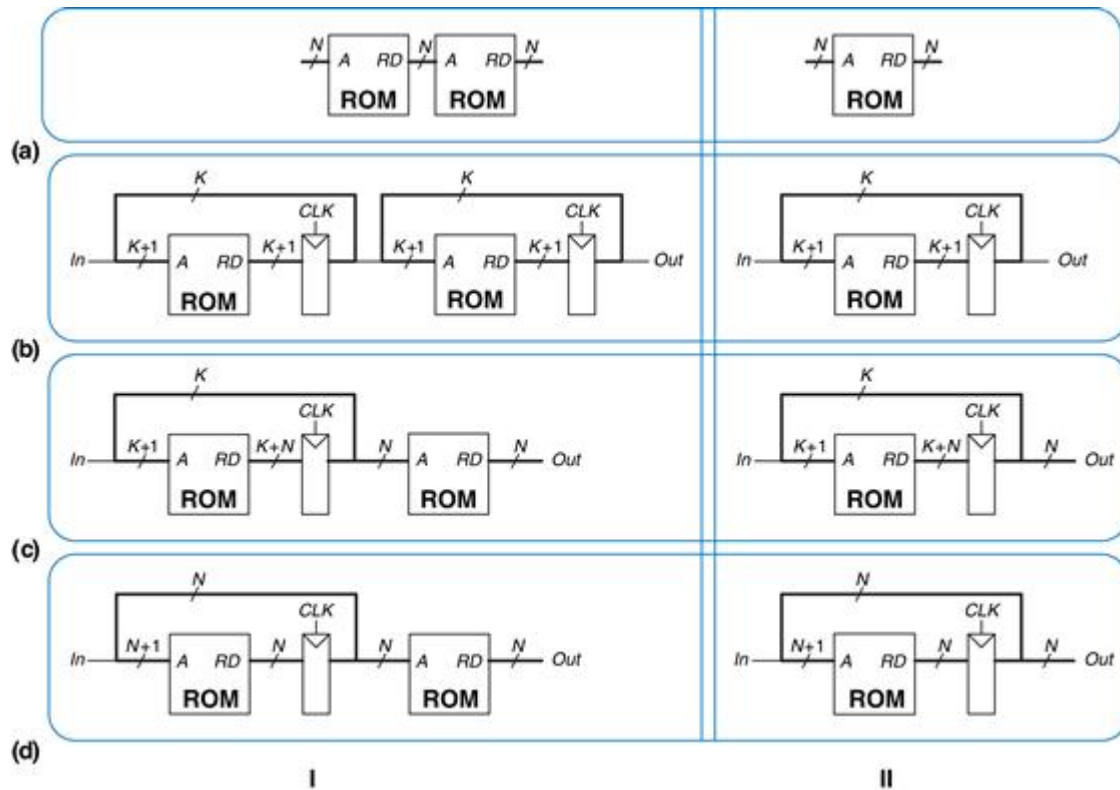 N N N N N
A RD A RD A RD
ROM ROM ROM
(a)
K K K
CLK CLK CLK
In K+1 A RD K+1 K+1 A RD K+1 Out In K+1 A RD K+1 Out
ROM ROM ROM
(b)
K K
CLK CLK
In K+1 A RD K+N N A RD N Out In K+1 A RD K+N N Out
ROM ROM ROM
(c)
N N
CLK CLK
In N+1 A RD N N A RD N Out In N+1 A RD N N Out
ROM ROM ROM
(d)
I II